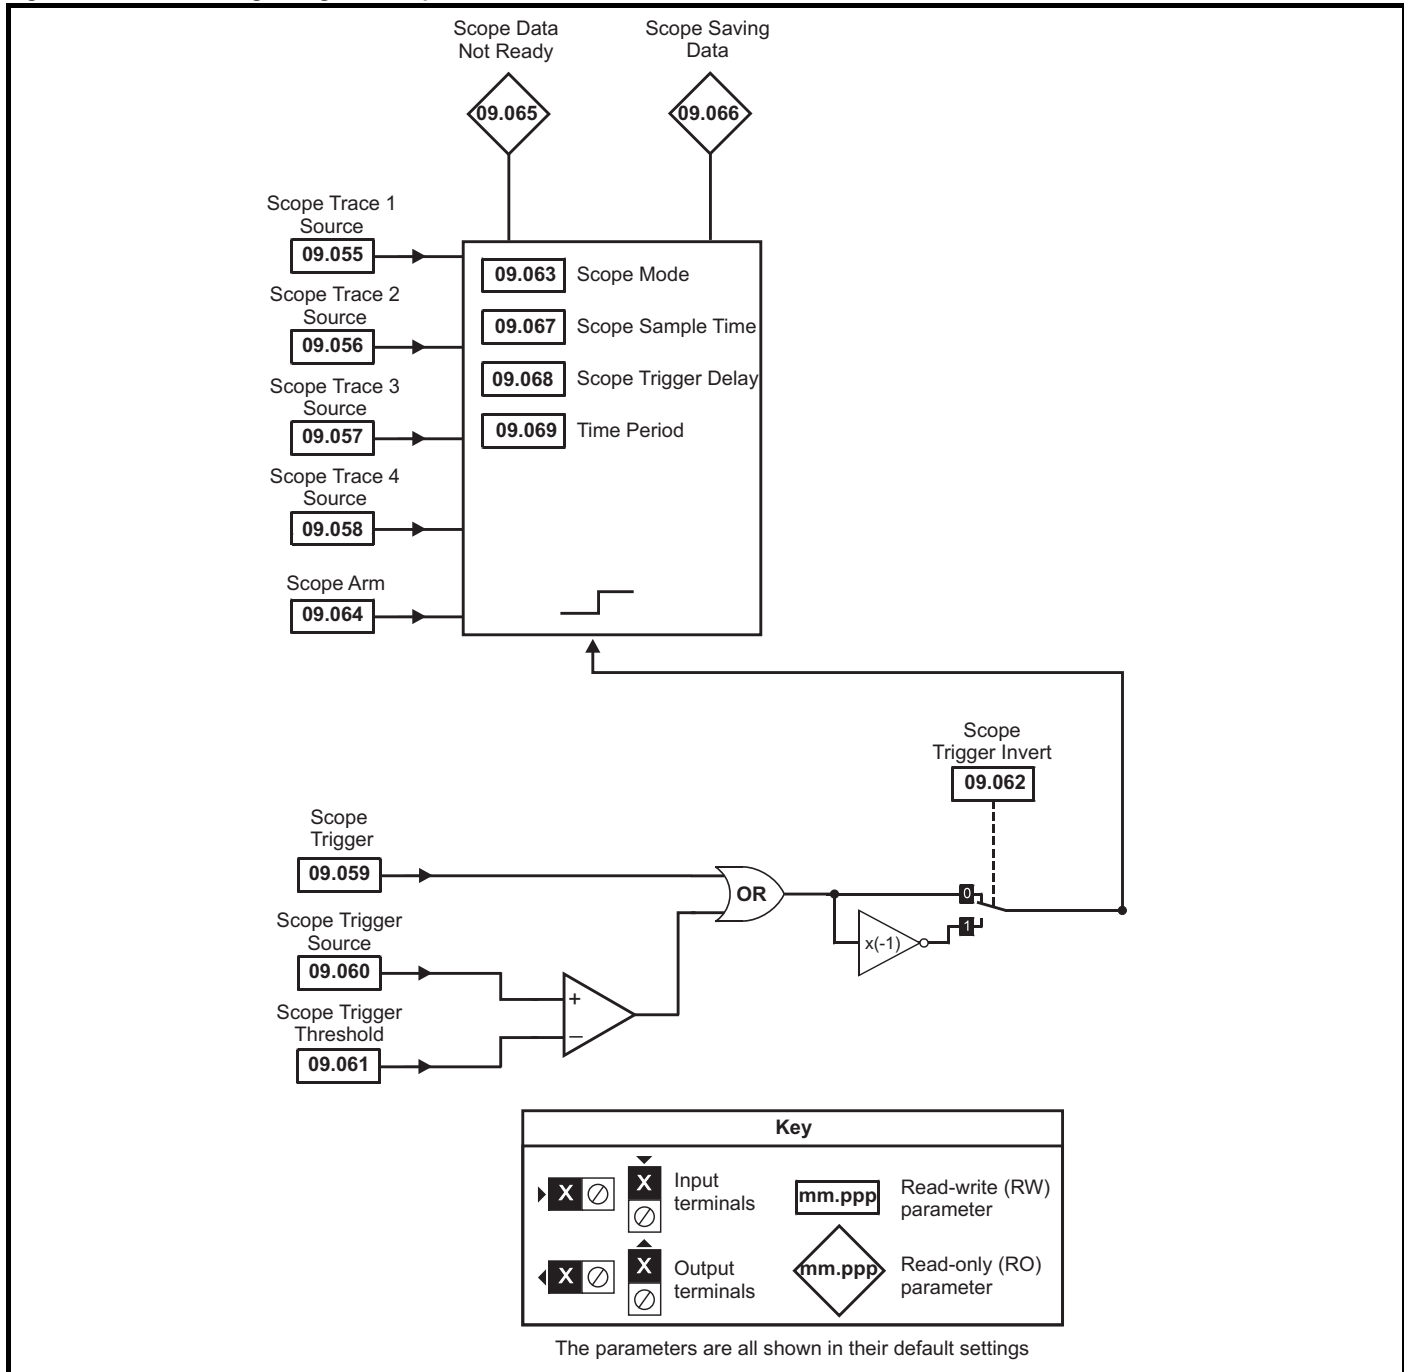 Scope Data
Not Ready
Scope Saving
Data
09.065
09.066
Scope Trace 1
Source
09.055
Scope Trace 2
Source
09.056
Scope Trace 3
Source
09.057
Scope Trace 4
Source
09.058
Scope Arm
09.064
09.063 Scope Mode
09.067 Scope Sample Time
09.068 Scope Trigger Delay
09.069 Time Period
Scope
Trigger Invert
09.062
Scope
Trigger
09.059
Scope Trigger
Source
09.060
Scope Trigger
Threshold
09.061
+
–
OR
x(-1)
0
1
Key
X
X
Input
terminals
mm.ppp
Read-write (RW)
parameter
X
X
Output
terminals
mm.ppp
Read-only (RO)
parameter
The parameters are all shown in their default settings